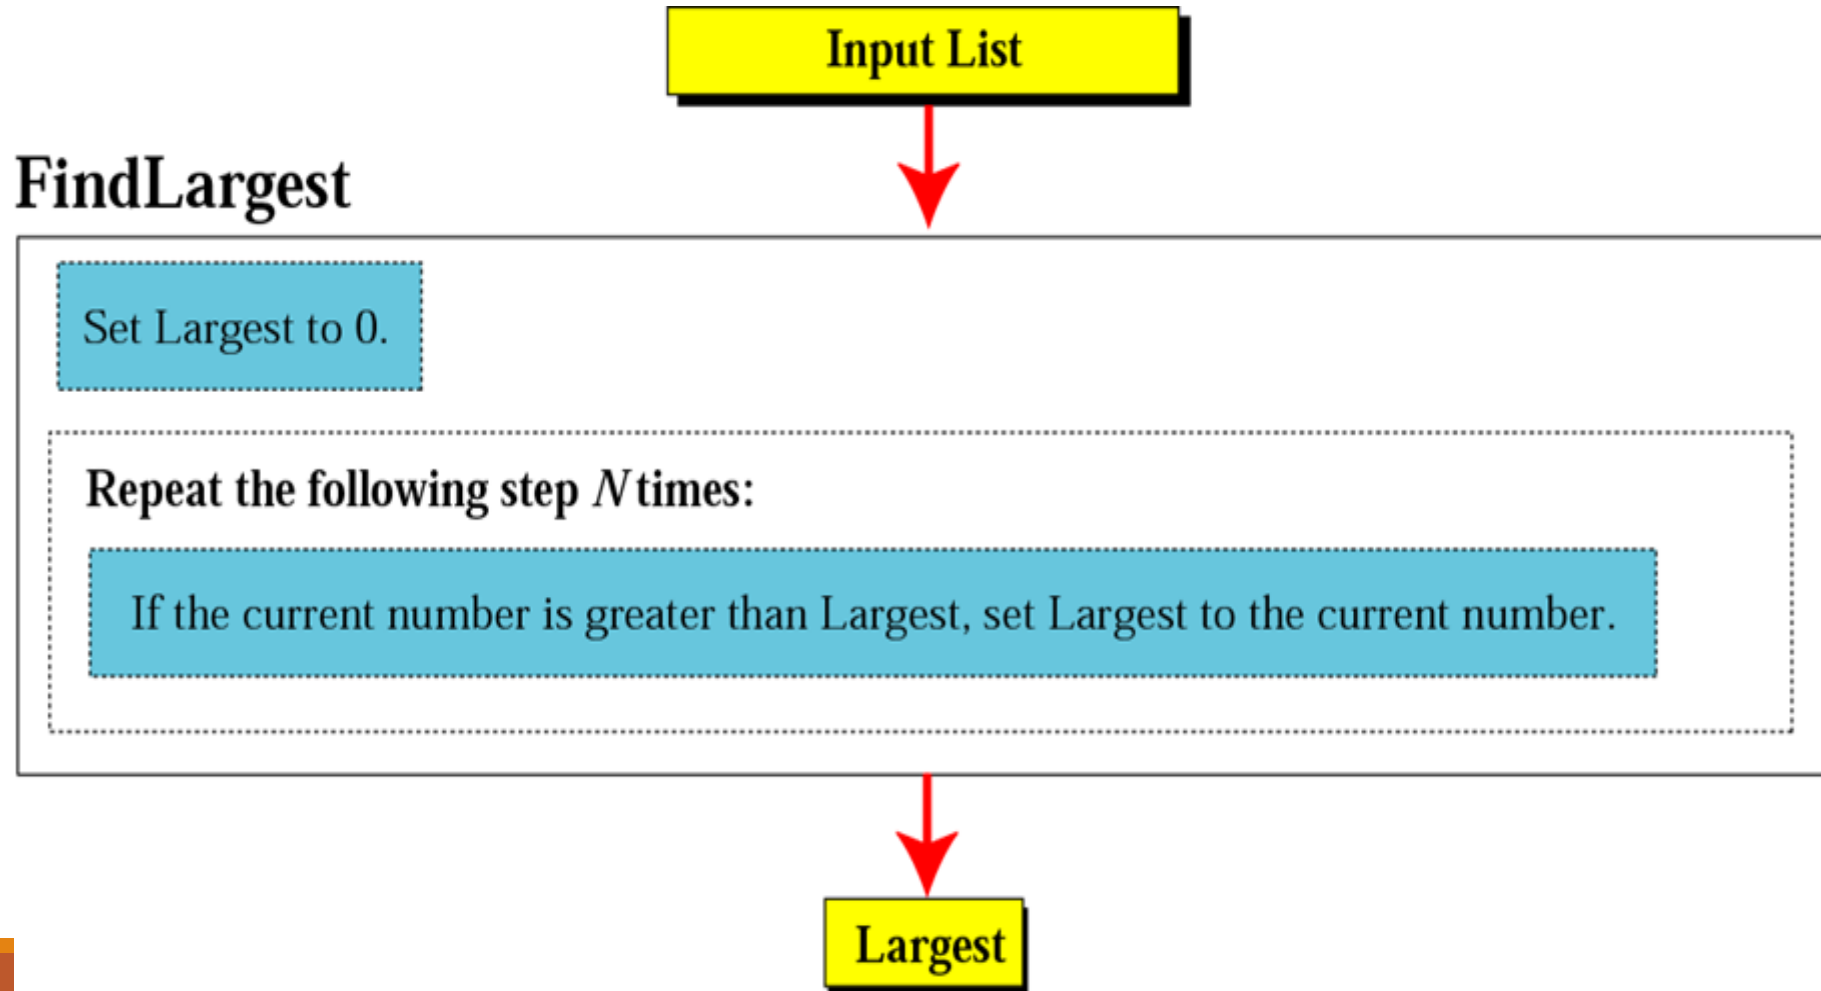 Input List
FindLargest
Set Largest to 0.
Repeat the following step N times:
If the current number is greater than Largest, set Largest to the current number.
Largest